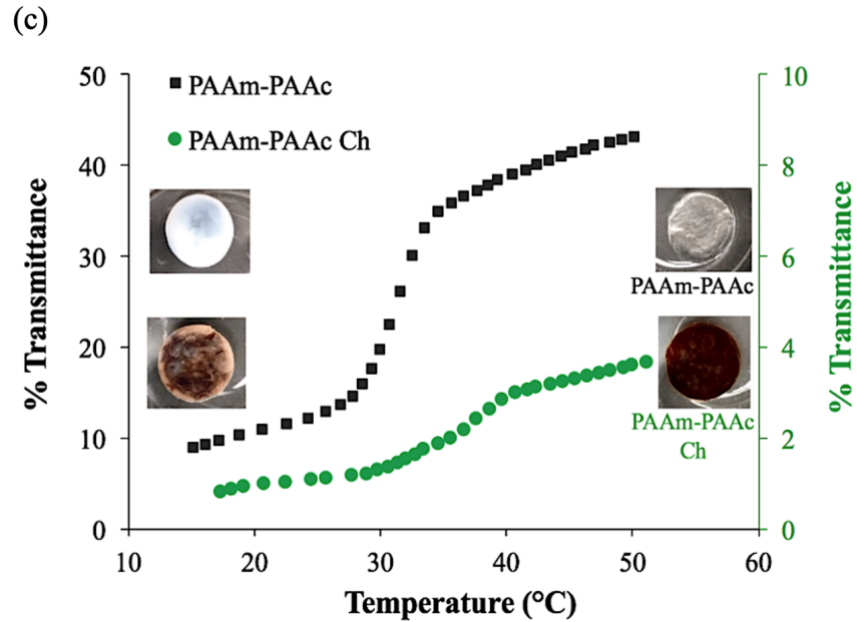 (c)
50
40
30
20
10
0
% Transmittance
PAAm-PAAc
PAAm-PAAc Ch
PAAm-PAAc
PAAm-PAAc
Ch
10
8
6
4
2
0
% Transmittance
10 20 30 40 50 60
Temperature (°C)